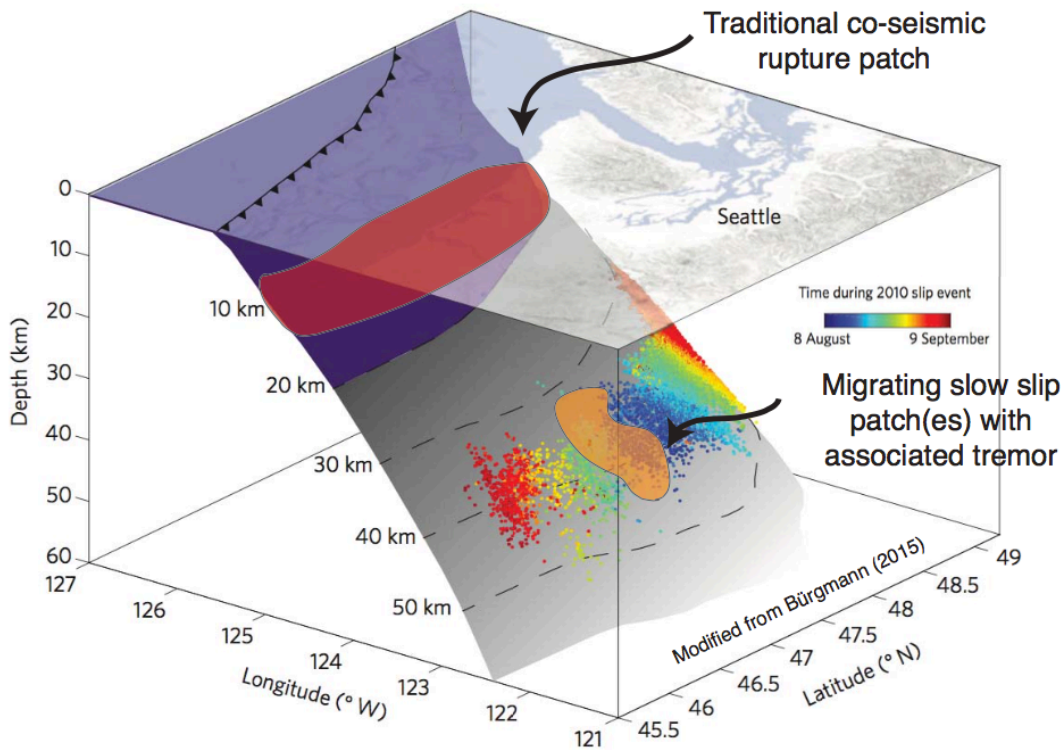 Traditional co-seismic
rupture patch
Seattle
Time during 2010 slip event
8 August
9 September
Migrating slow slip
patch(es) with
associated tremor
Depth (km)
0
10
20
30
40
50
60
10 km
20 km
30 km
40 km
50 km
127
126
125
124
123
122
121
Longitude (° W)
45.5
46
46.5
47
47.5
48
48.5
49
Latitude (° N)
Modified from Bürgmann (2015)